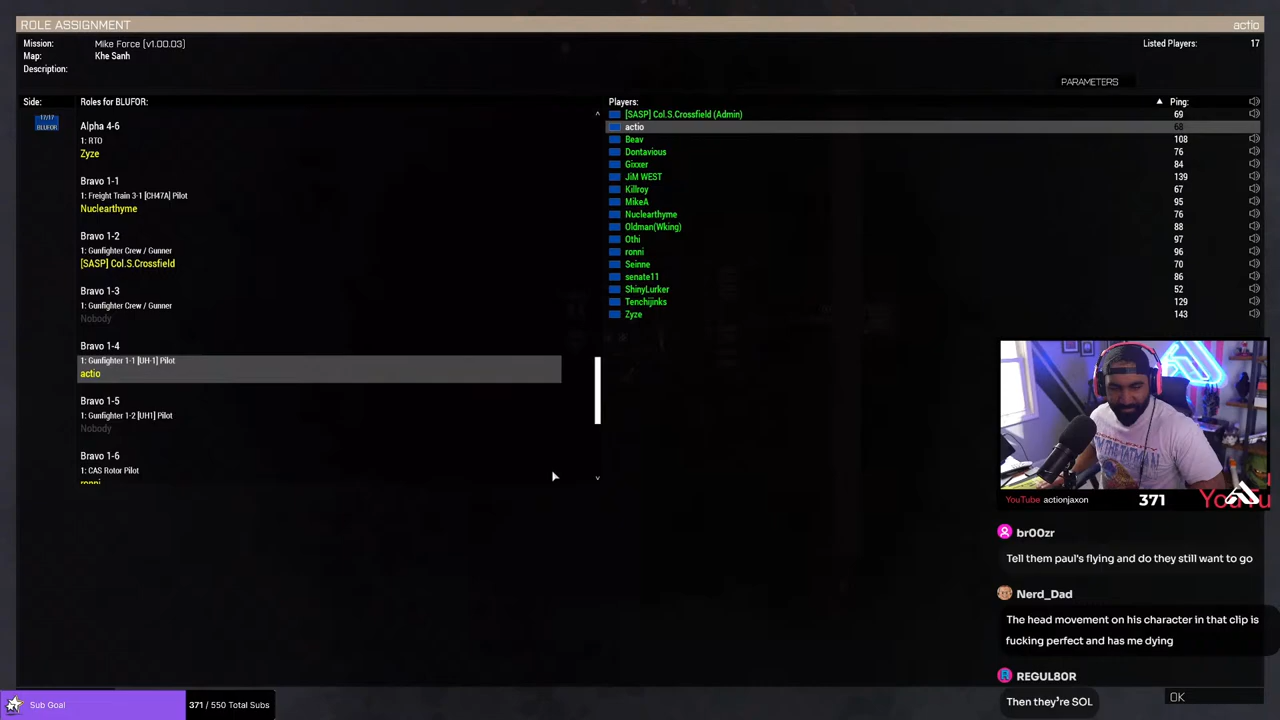 ROLE ASSIGNMENT
actio
Mission: Mike Force (v1.00.03)
Map: Khe Sanh
Description:
Listed Players: 17
PARAMETERS
Side:
17/17
BLUFOR
Roles for BLUFOR:
Alpha 4-6
1: RTO
Zyze
Bravo 1-1
1: Freight Train 3-1 [CH47A] Pilot
Nuclearthyme
Bravo 1-2
1: Gunfighter Crew / Gunner
[SASP] Col.S.Crossfield
Bravo 1-3
1: Gunfighter Crew / Gunner
Nobody
Bravo 1-4
1: Gunfighter 1-1 [UH-1] Pilot
actio
Bravo 1-5
1: Gunfighter 1-2 [UH1] Pilot
Nobody
Bravo 1-6
1: CAS Rotor Pilot
ronni
Players: Ping:
[SASP] Col.S.Crossfield (Admin) 69
actio 68
Beav 108
Dontavious 76
Gixxer 84
JiM WEST 139
Killroy 67
MikeA 95
Nuclearthyme 76
Oldman(Wking) 88
Othi 97
ronni 96
Seinne 70
senate11 86
ShinyLurker 52
Tenchijinks 129
Zyze 143
YouTube actionjaxon 371 YouTu
br00zr
Tell them paul's flying and do they still want to go
Nerd_Dad
The head movement on his character in that clip is
fucking perfect and has me dying
REGUL80R
Then they're SOL
OK
Sub Goal 371 / 550 Total Subs